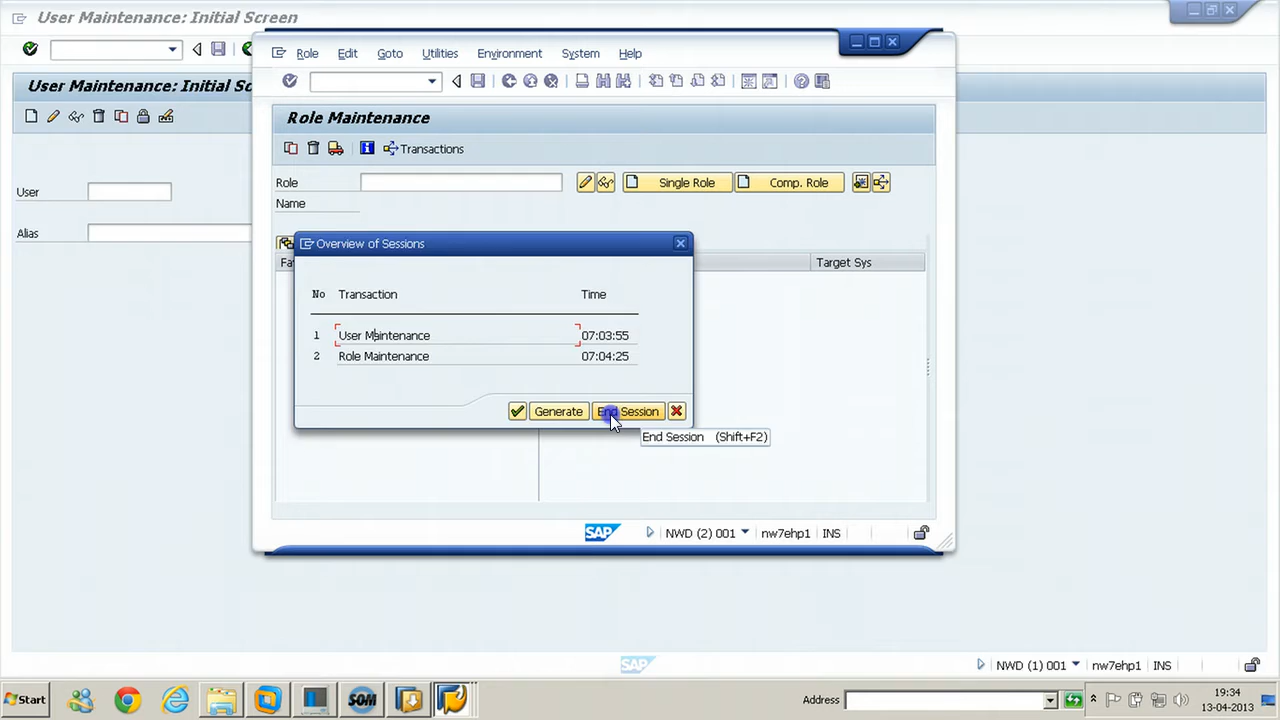 User Maintenance: Initial Screen
User Maintenance: Initial Sc
User
Alias
Role Edit Goto Utilities Environment System Help
Role Maintenance
Transactions
Role Single Role Comp. Role
Name
Fa Target Sys
Overview of Sessions
No Transaction Time
1 User Maintenance 07:03:55
2 Role Maintenance 07:04:25
Generate End Session
End Session (Shift+F2)
SAP NWD (2) 001 nw7ehp1 INS
SAP NWD (1) 001 nw7ehp1 INS
Start SOM Address 19:34
13-04-2013